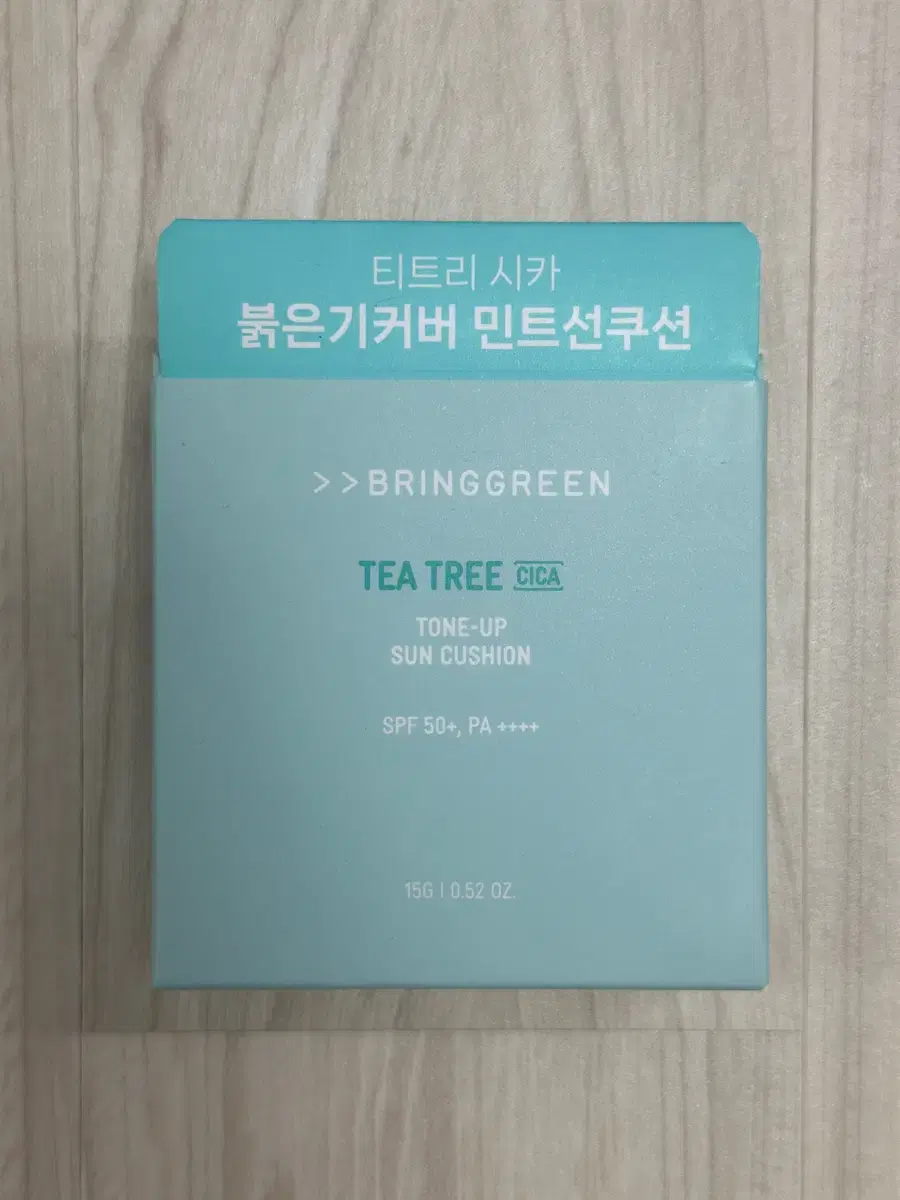 티트리 시카
붉은기커버 민트선쿠션
>>BRINGGREEN
TEA TREE CICA
TONE-UP
SUN CUSHION
SPF 50+, PA ++++
15G | 0.52 OZ.